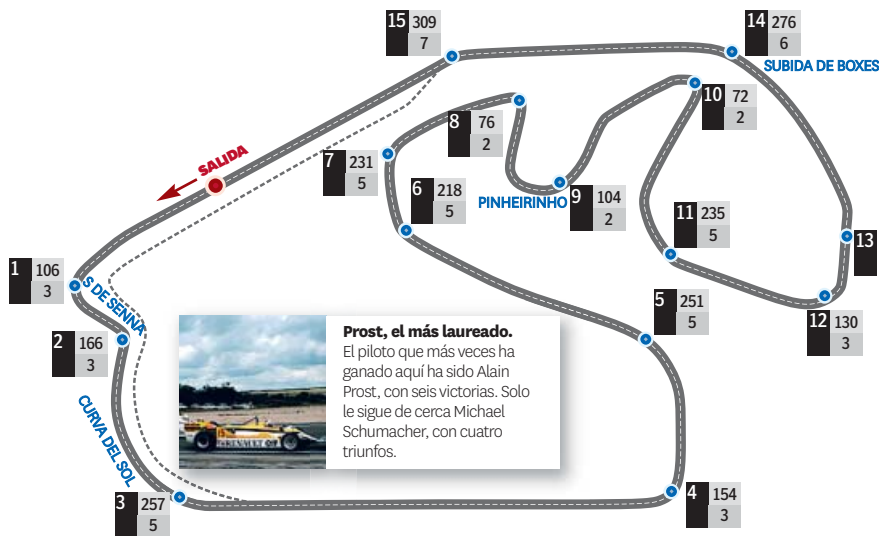 15 309
7
14 276
6
SUBIDA DE BOXES
8 76
2
10 72
2
7 231
5
SALIDA
6 218
5
PINHEIRINHO
9 104
2
11 235
5
13
1 106
3
S DE SENNA
2 166
3
5 251
5
12 130
3
Prost, el más laureado.
El piloto que más veces ha
ganado aquí ha sido Alain
Prost, con seis victorias. Solo
le sigue de cerca Michael
Schumacher, con cuatro
triunfos.
RENAULT
CURVA DEL SOL
3 257
5
4 154
3